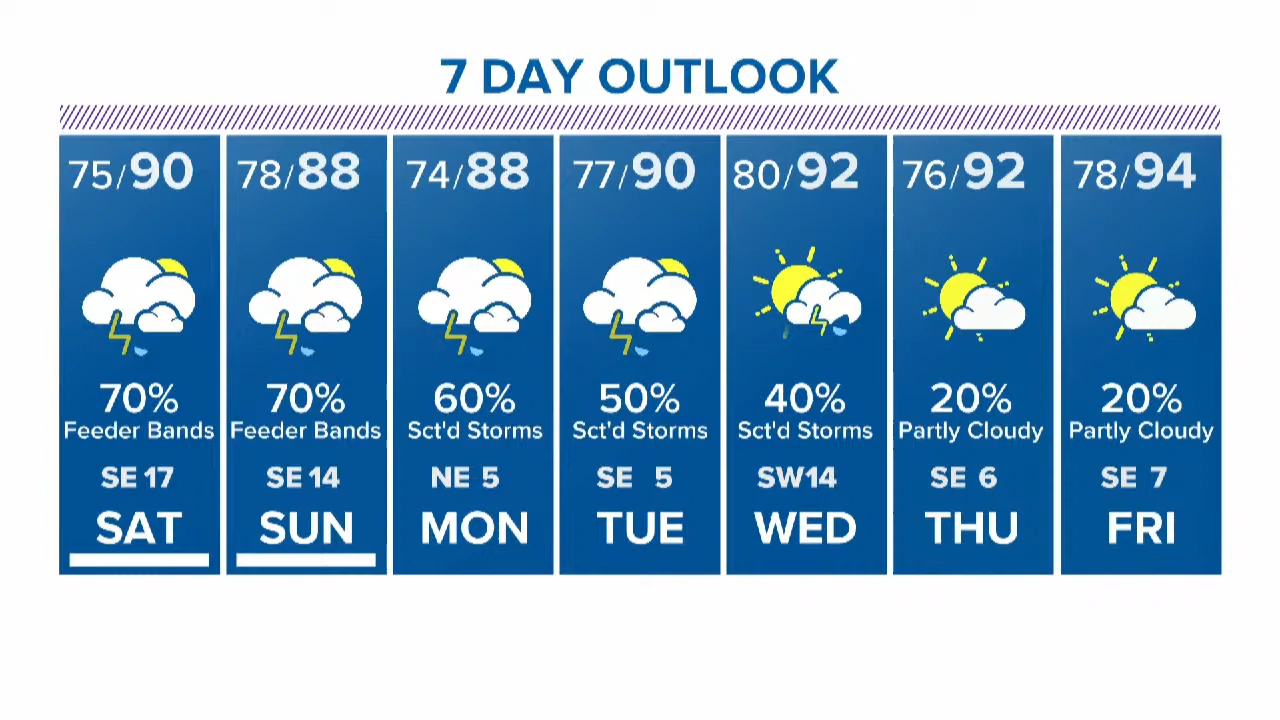 7 DAY OUTLOOK
75/90
70%
Feeder Bands
SE 17
SAT
78/88
70%
Feeder Bands
SE 14
SUN
74/88
60%
Sct'd Storms
NE 5
MON
77/90
50%
Sct'd Storms
SE 5
TUE
80/92
40%
Sct'd Storms
SW14
WED
76/92
20%
Partly Cloudy
SE 6
THU
78/94
20%
Partly Cloudy
SE 7
FRI